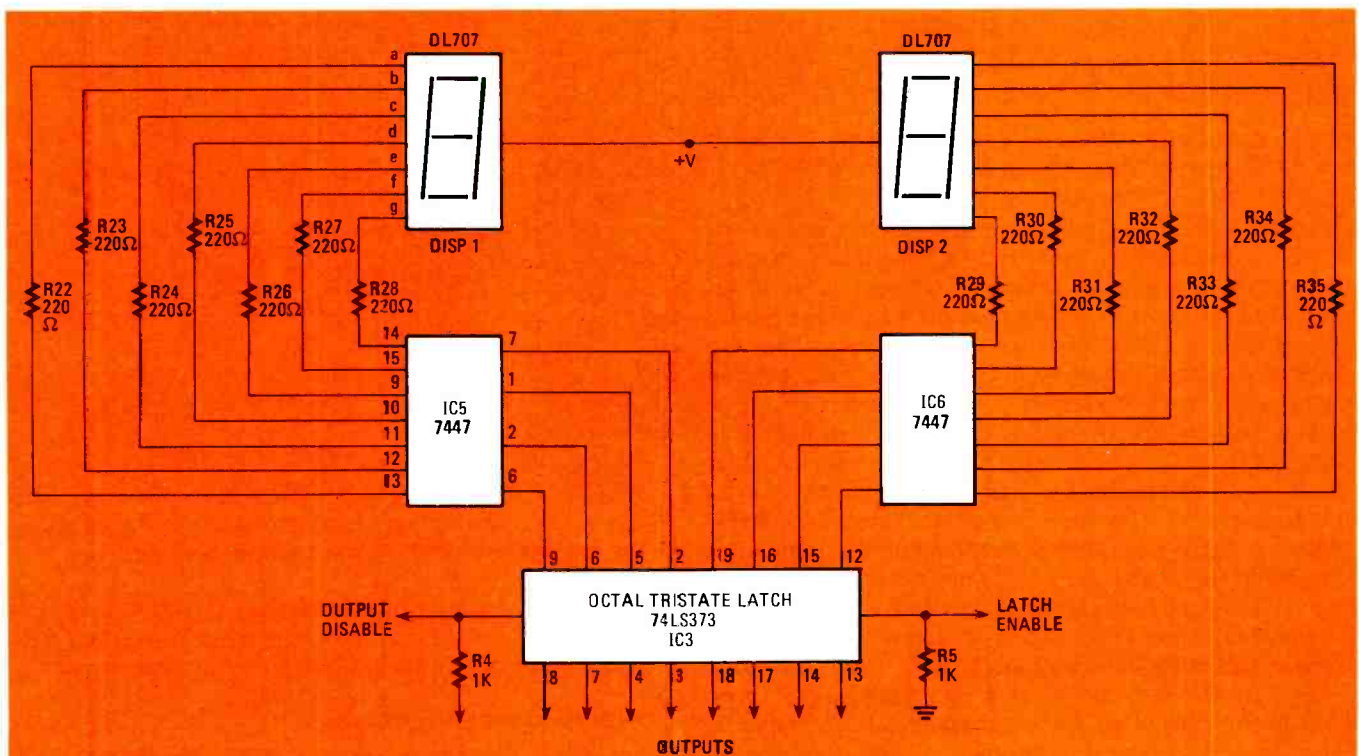 DL707
DL707
a
b
c
d
e
f
g
+V
DISP 1
DISP 2
R23
220Ω
R25
220Ω
R27
220Ω
R30
220Ω
R32
220Ω
R34
220Ω
R22
220
Ω
R24
220Ω
R26
220Ω
R28
220Ω
R29
220Ω
R31
220Ω
R33
220Ω
R35
220
Ω
14
15
9
10
11
12
13
IC5
7447
7
1
2
6
IC6
7447
9 6 5 2 19 16 15 12
OUTPUT
DISABLE
OCTAL TRISTATE LATCH
74LS373
IC3
LATCH
ENABLE
R4
1K
R5
1K
8 7 4 3 18 17 14 13
OUTPUTS